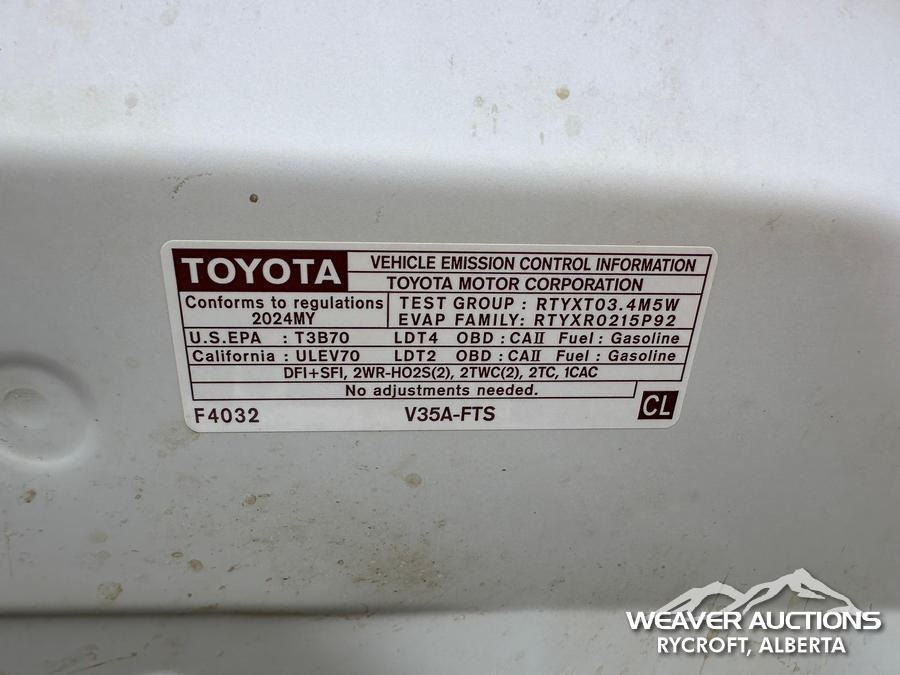 TOYOTA VEHICLE EMISSION CONTROL INFORMATION
TOYOTA MOTOR CORPORATION
Conforms to regulations TEST GROUP : RTYXT03.4M5W
2024MY EVAP FAMILY: RTYXR0215P92
U.S.EPA : T3B70 LDT4 OBD : CAII Fuel : Gasoline
California : ULEV70 LDT2 OBD : CAII Fuel : Gasoline
DFI+SFI, 2WR-HO2S(2), 2TWC(2), 2TC, 1CAC
No adjustments needed.
F4032 V35A-FTS CL
WEAVER AUCTIONS
RYCROFT, ALBERTA